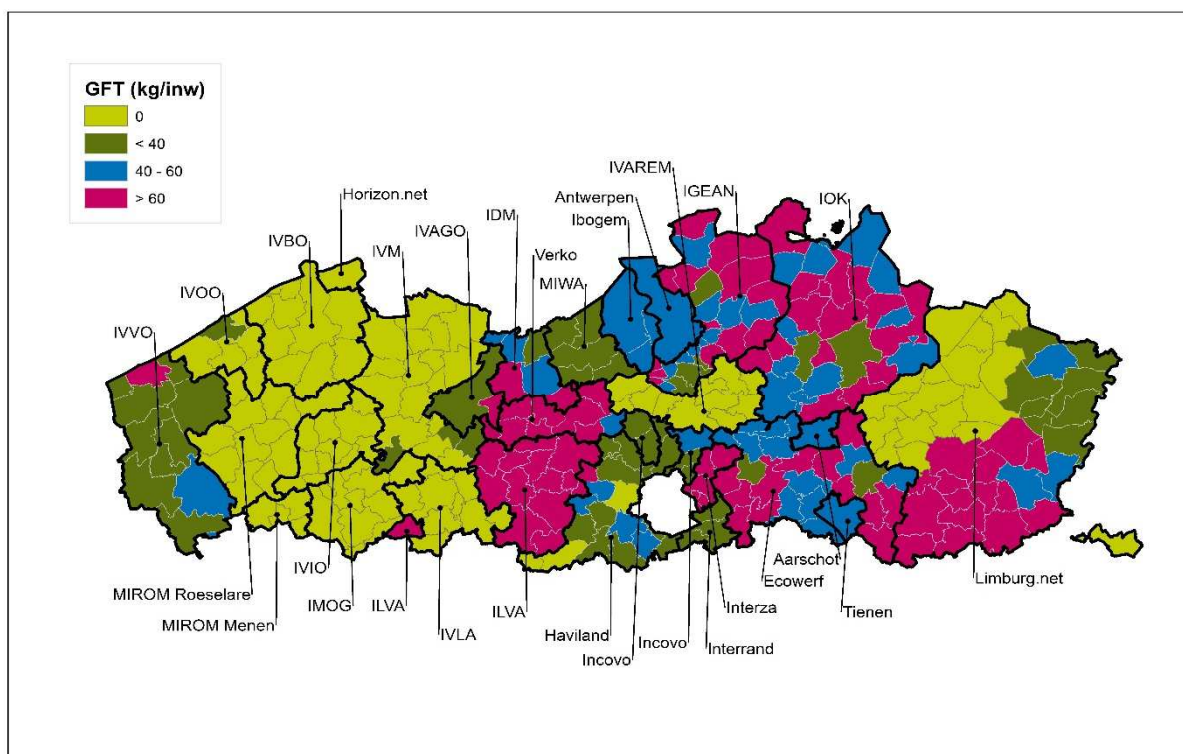 GFT (kg/inw)
0
< 40
40 - 60
> 60
IVAREM
Horizon.net
Antwerpen
IGEAN
IOK
IDM
Ibogem
IVBO
IVM
IVAGO
Verko
IVOO
MIWA
IVVO
MIROM Roeselare
IVIO
Aarschot
Limburg.net
MIROM Menen
IMOG
ILVA
ILVA
Ecowerf
IVLA
Haviland
Incovo
Interza
Tienen
Incovo
Interrand